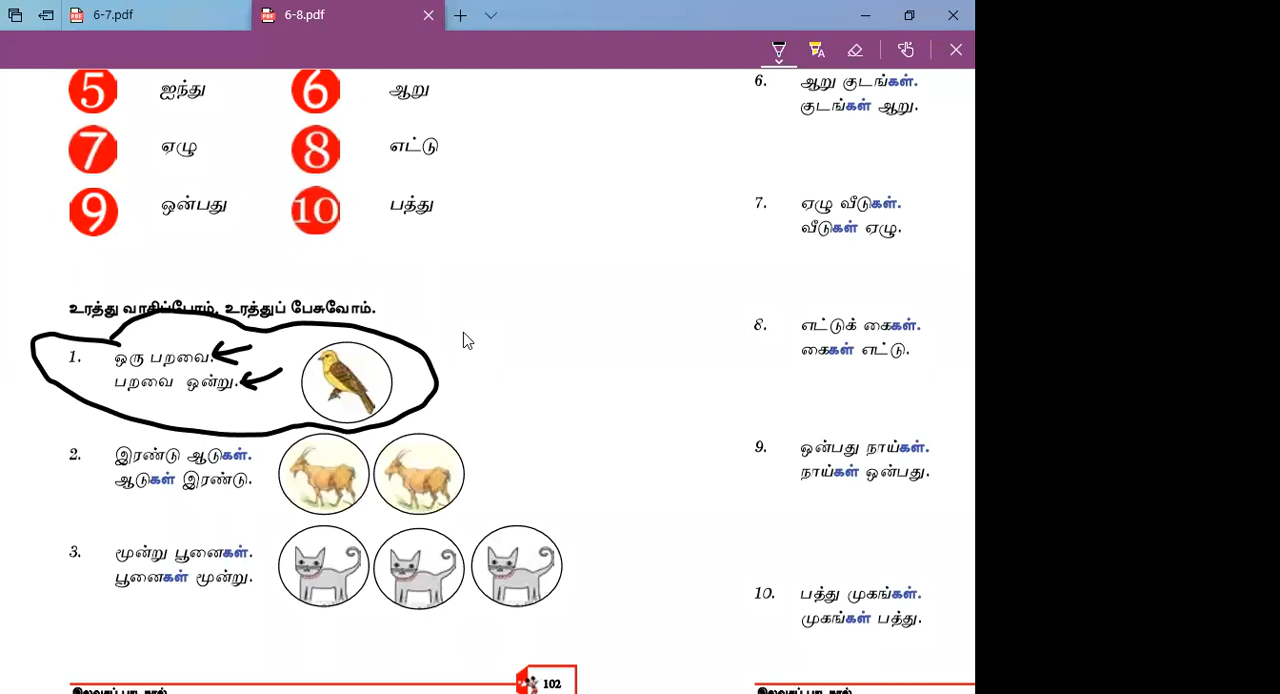 6-7.pdf
6-8.pdf
5 ஐந்து 6 ஆறு
7 ஏழு 8 எட்டு
9 ஒன்பது 10 பத்து
உரத்து வாசிப்போம், உரத்துப் பேசுவோம்.
1. ஒரு பறவை.
பறவை ஒன்று.
2. இரண்டு ஆடுகள்.
ஆடுகள் இரண்டு.
3. மூன்று பூனைகள்.
பூனைகள் மூன்று.
102
6. ஆறு குடங்கள்.
குடங்கள் ஆறு.
7. ஏழு வீடுகள்.
வீடுகள் ஏழு.
8. எட்டுக் கைகள்.
கைகள் எட்டு.
9. ஒன்பது நாய்கள்.
நாய்கள் ஒன்பது.
10. பத்து முகங்கள்.
முகங்கள் பத்து.